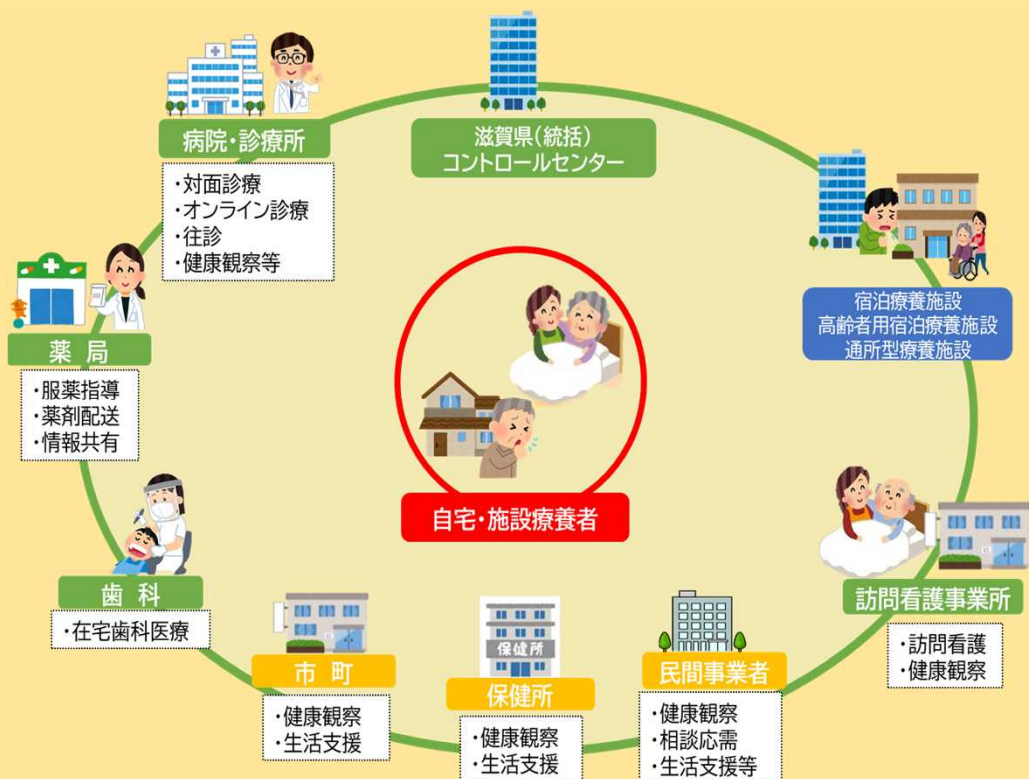 病院・診療所
・対面診療
・オンライン診療
・往診
・健康観察等
滋賀県(統括)
コントロールセンター
宿泊療養施設
高齢者用宿泊療養施設
通所型療養施設
薬局
・服薬指導
・薬剤配送
・情報共有
自宅・施設療養者
歯科
・在宅歯科医療
市町
・健康観察
・生活支援
保健所
保健所
・健康観察
・生活支援
民間事業者
・健康観察
・相談応需
・生活支援等
訪問看護事業所
・訪問看護
・健康観察